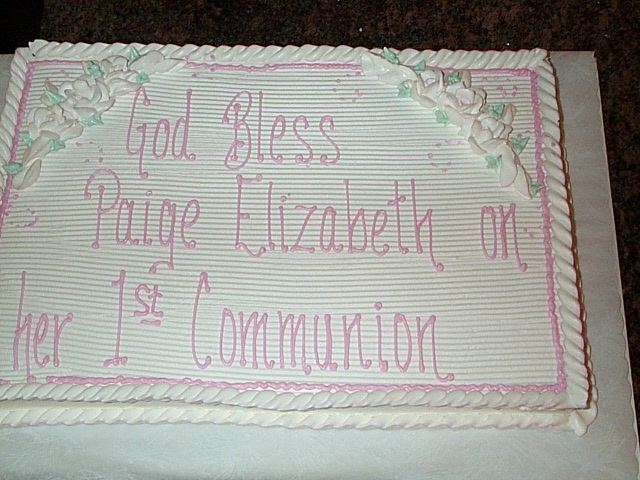 God Bless
Paige Elizabeth on
her 1st Communion